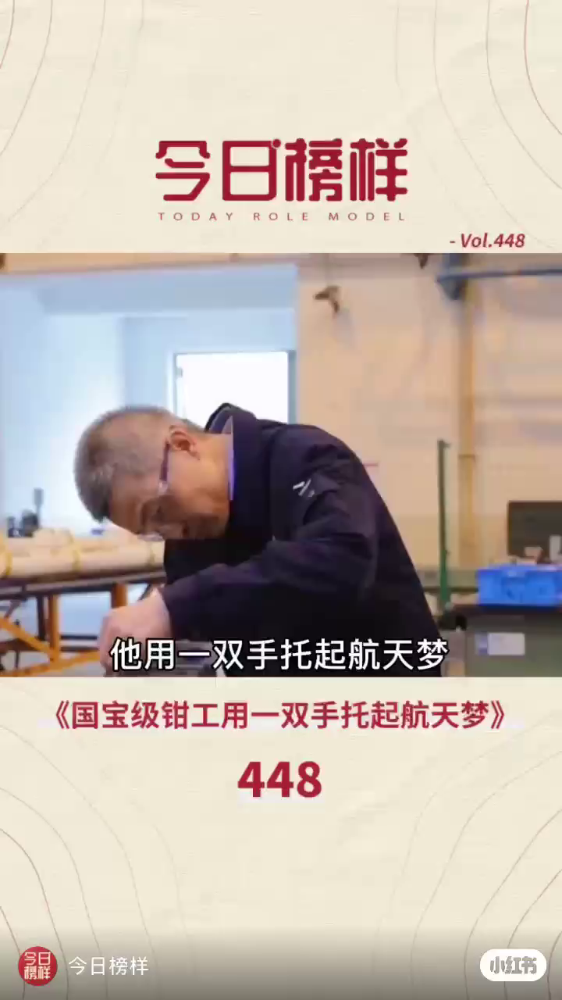 今日榜样
TODAY ROLE MODEL
- Vol.448
他用一双手托起航天梦
《国宝级钳工用一双手托起航天梦》
448
今日榜样
今日榜样
小红书